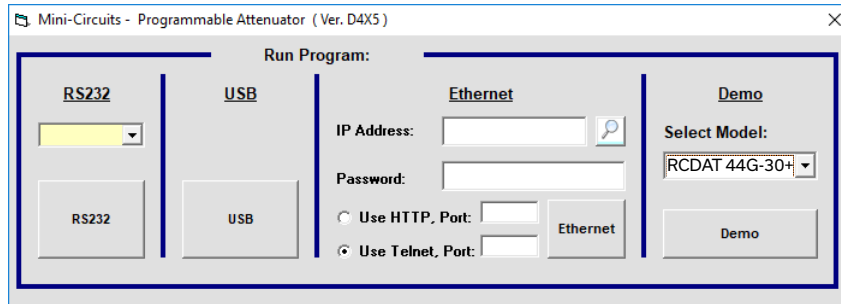 Mini-Circuits - Programmable Attenuator ( Ver. D4X5 )
Run Program:
RS232
RS232
USB
USB
Ethernet
IP Address:
Password:
Use HTTP, Port:
Use Telnet, Port:
Ethernet
Demo
Select Model:
RCDAT 44G-30+
Demo